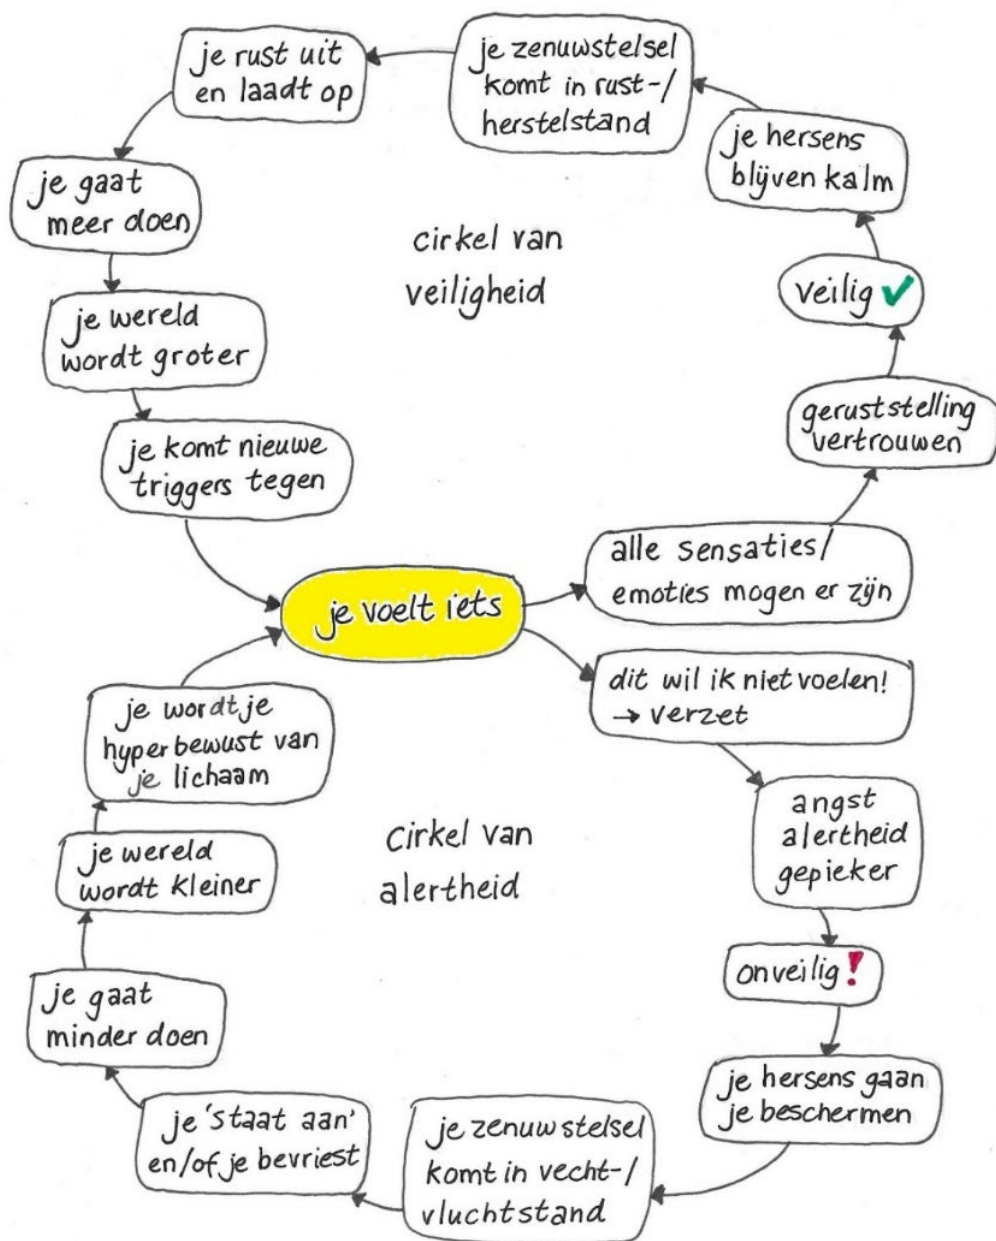 je zenuwstelsel
komt in rust-/
herstelstand
je rust uit
en laadt op
je hersens
blijven kalm
je gaat
meer doen
cirkel van
veiligheid
veilig ✓
je wereld
wordt groter
geruststelling
vertrouwen
je komt nieuwe
triggers tegen
alle sensaties/
emoties mogen er zijn
je voelt iets
dit wil ik niet voelen!
→ verzet
je wordt je
hyperbewust van
je lichaam
angst
alertheid
gepieker
cirkel van
alertheid
je wereld
wordt kleiner
onveilig!
je gaat
minder doen
je hersens gaan
je beschermen
je 'staat aan'
en/of je bevriest
je zenuwstelsel
komt in vecht-/
vluchtstand